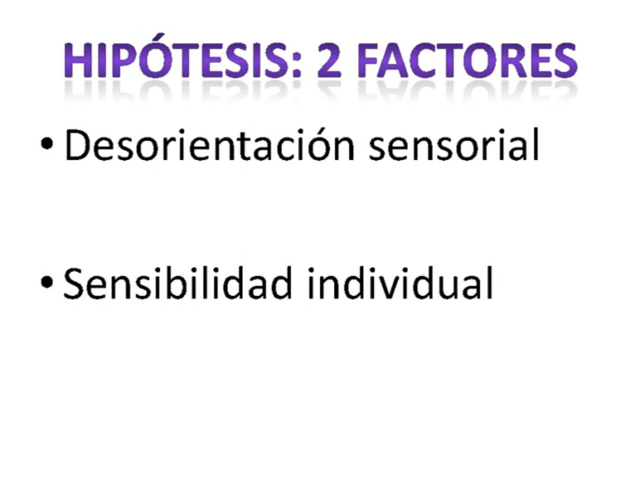 HIPÓTESIS: 2 FACTORES
• Desorientación sensorial
• Sensibilidad individual